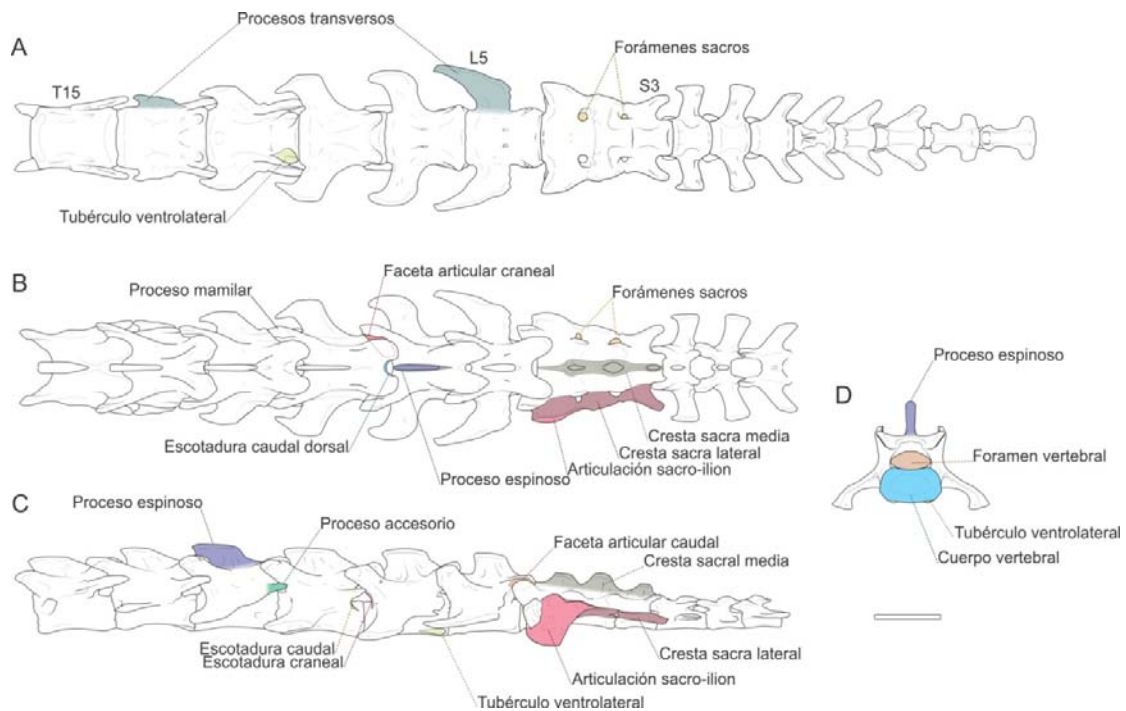 Procesos transversos
A
L5
Forámenes sacros
T15
S3
Tubérculo ventrolateral
Faceta articular craneal
B
Proceso mamilar
Forámenes sacros
Proceso espinoso
D
Escotadura caudal dorsal
Cresta sacra media
Cresta sacra lateral
Foramen vertebral
Articulación sacro-ilion
Proceso espinoso
C
Proceso espinoso
Proceso accesorio
Faceta articular caudal
Tubérculo ventrolateral
Cresta sacral media
Cuerpo vertebral
Escotadura caudal
Escotadura craneal
Cresta sacra lateral
Articulación sacro-ilion
Tubérculo ventrolateral